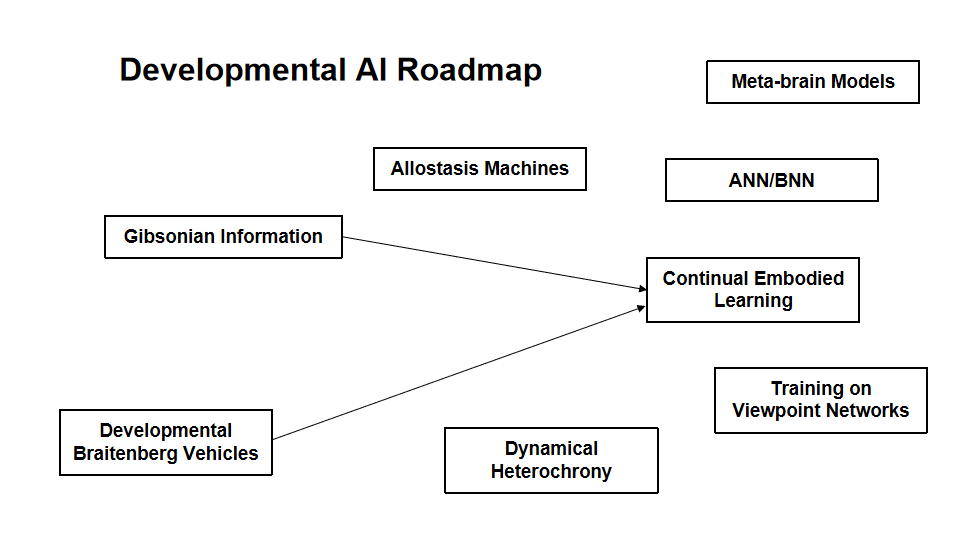 Developmental AI Roadmap
Meta-brain Models
Allostasis Machines
ANN/BNN
Gibsonian Information
Continual Embodied
Learning
Training on
Viewpoint Networks
Developmental
Braitenberg Vehicles
Dynamical
Heterochrony